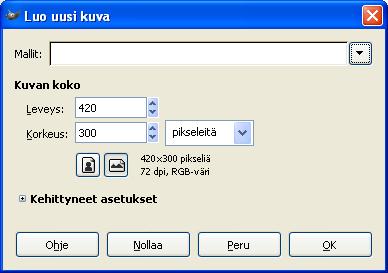 Luo uusi kuva
Mallit:
Kuvan koko
Leveys: 420
Korkeus: 300 pikseleitä
420×300 pikseliä
72 dpi, RGB-väri
Kehittyneet asetukset
Ohje Nollaa Peru OK